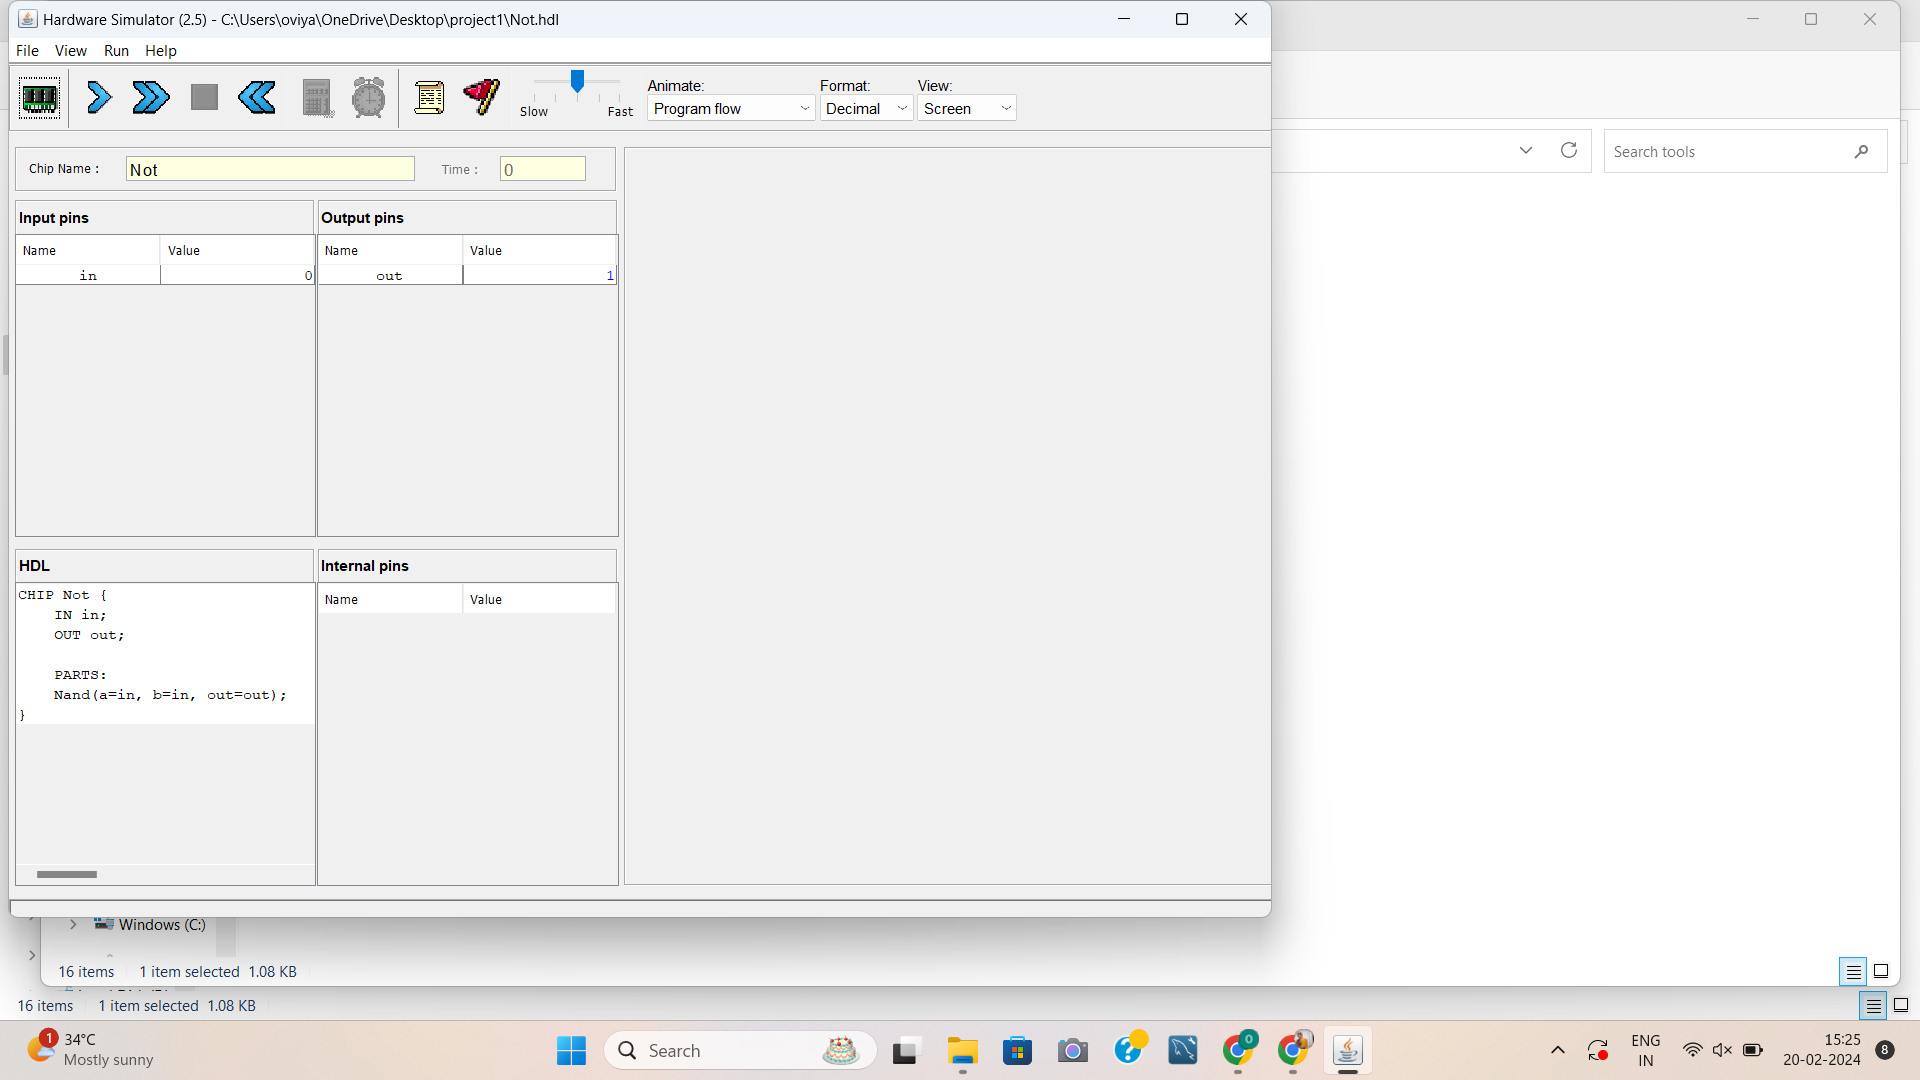 Hardware Simulator (2.5) - C:\Users\oviya\OneDrive\Desktop\project1\Not.hdl
File View Run Help
Slow Fast
Animate: Format: View:
Program flow Decimal Screen
Search tools
Chip Name : Not Time : 0
Input pins Output pins
Name Value Name Value
in 0 out 1
HDL Internal pins
Name Value
CHIP Not {
IN in;
OUT out;
PARTS:
Nand(a=in, b=in, out=out);
}
Windows (C:)
16 items 1 item selected 1.08 KB
16 items 1 item selected 1.08 KB
1 34°C
Mostly sunny
Search
0
ENG
IN
15:25
20-02-2024
8